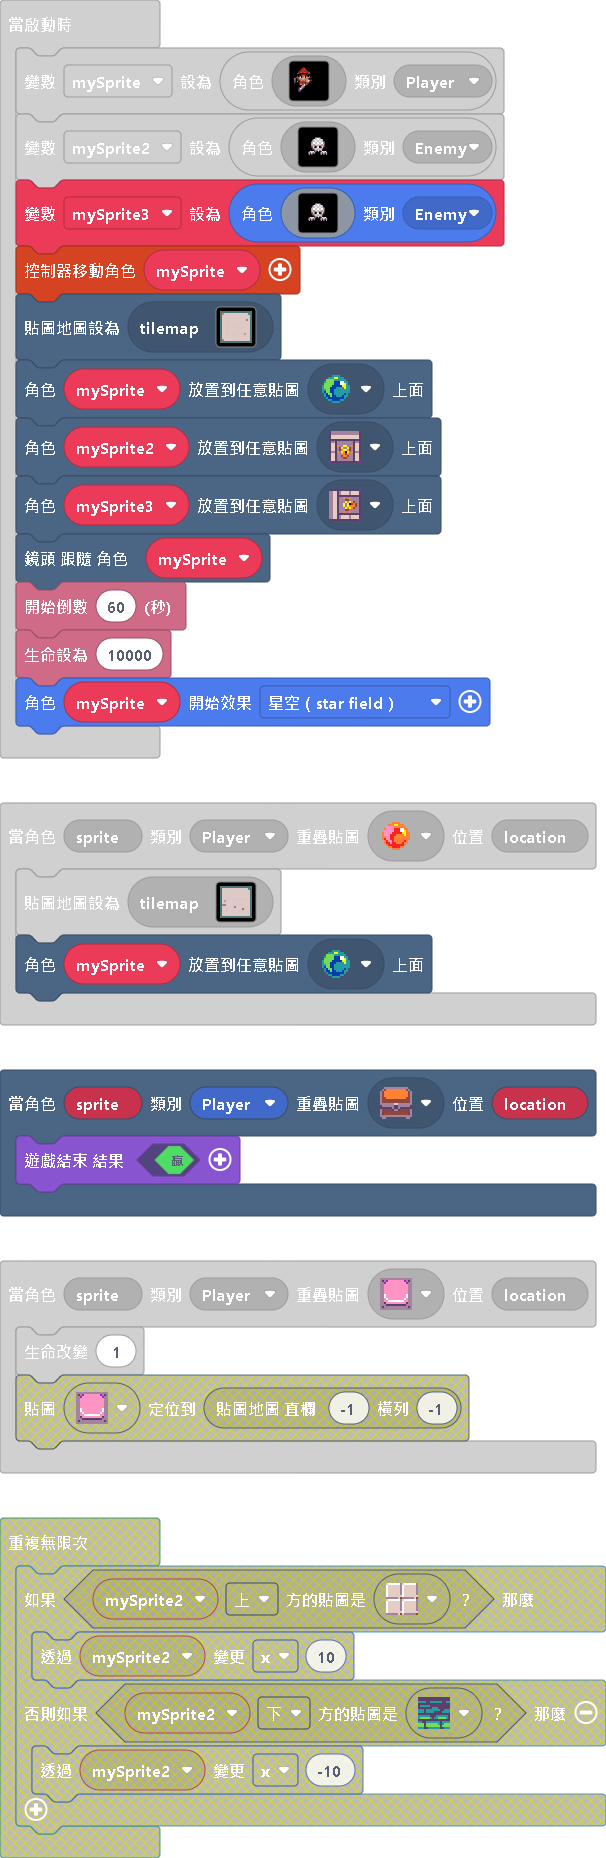 當啟動時
變數 mySprite 設為 角色 類別 Player
變數 mySprite2 設為 角色 類別 Enemy
變數 mySprite3 設為 角色 類別 Enemy
控制器移動角色 mySprite
貼圖地圖設為 tilemap
角色 mySprite 放置到任意貼圖 上面
角色 mySprite2 放置到任意貼圖 上面
角色 mySprite3 放置到任意貼圖 上面
鏡頭 跟隨 角色 mySprite
開始倒數 60 (秒)
生命設為 10000
角色 mySprite 開始效果 星空 ( star field )
當角色 sprite 類別 Player 重疊貼圖 位置 location
貼圖地圖設為 tilemap
角色 mySprite 放置到任意貼圖 上面
當角色 sprite 類別 Player 重疊貼圖 位置 location
遊戲結束 結果 贏
當角色 sprite 類別 Player 重疊貼圖 位置 location
生命改變 1
貼圖 定位到 貼圖地圖 直欄 -1 橫列 -1
重複無限次
如果 mySprite2 上 方的貼圖是 ? 那麼
透過 mySprite2 變更 x 10
否則如果 mySprite2 下 方的貼圖是 ? 那麼
透過 mySprite2 變更 x -10